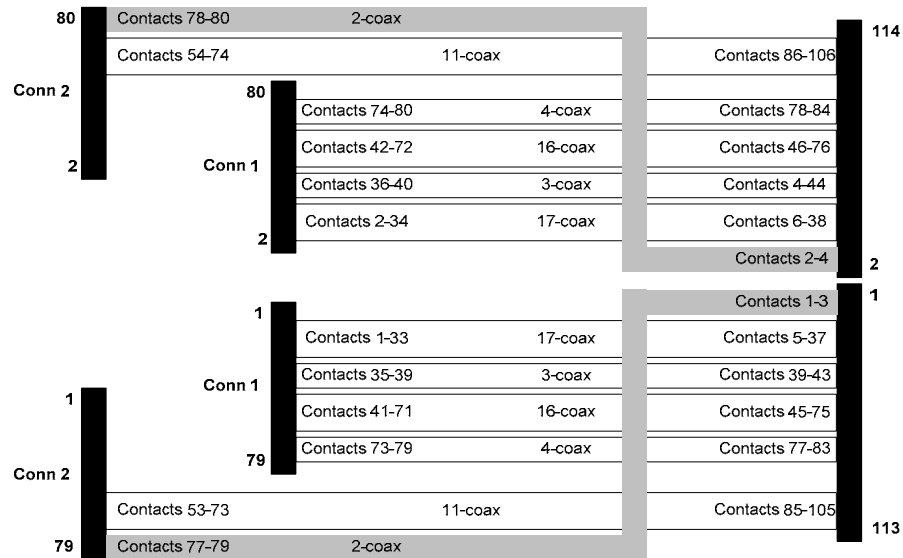 80 Contacts 78-80 2-coax
114
Contacts 54-74 11-coax Contacts 86-106
Conn 2 80
Contacts 74-80 4-coax Contacts 78-84
Contacts 42-72 16-coax Contacts 46-76
2 Conn 1
Contacts 36-40 3-coax Contacts 4-44
Contacts 2-34 17-coax Contacts 6-38
2
Contacts 2-4 2
Contacts 1-3 1
1
Contacts 1-33 17-coax Contacts 5-37
Contacts 35-39 3-coax Contacts 39-43
Conn 1
1
Contacts 41-71 16-coax Contacts 45-75
Contacts 73-79 4-coax Contacts 77-83
79
Conn 2
Contacts 53-73 11-coax Contacts 85-105
113
79 Contacts 77-79 2-coax